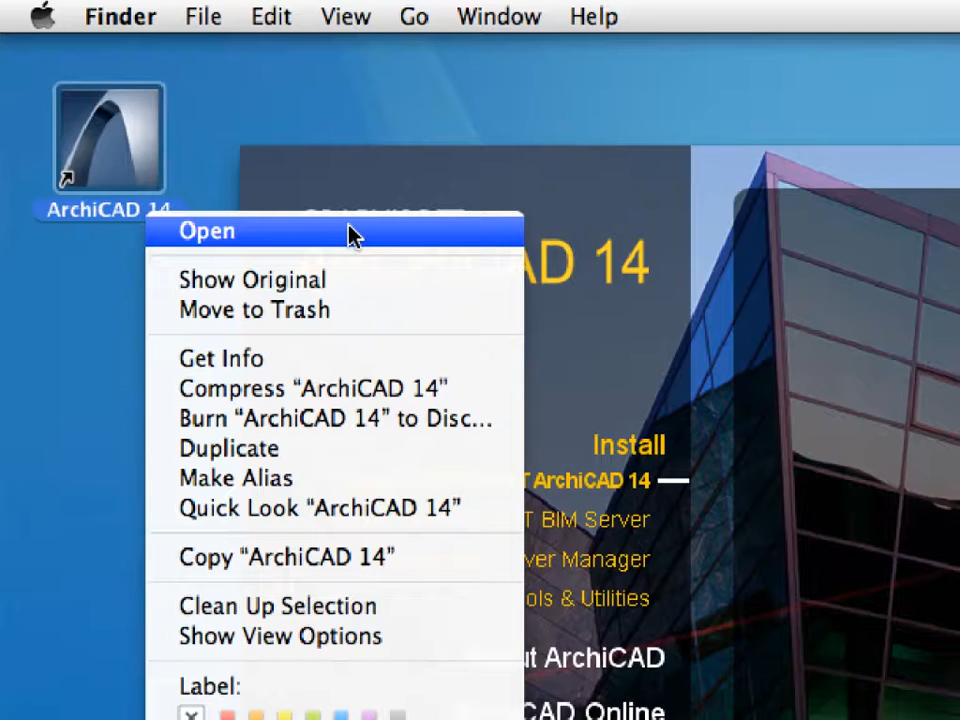 Finder File Edit View Go Window Help
ArchiCAD 14
Open
AD 14
Show Original
Move to Trash
Get Info
Compress “ArchiCAD 14”
Burn “ArchiCAD 14” to Disc...
Duplicate
Make Alias
Quick Look “ArchiCAD 14”
Copy “ArchiCAD 14”
Clean Up Selection
Show View Options
Label:
Install
T ArchiCAD 14
T BIM Server
ver Manager
ols & Utilities
ut ArchiCAD
CAD Online